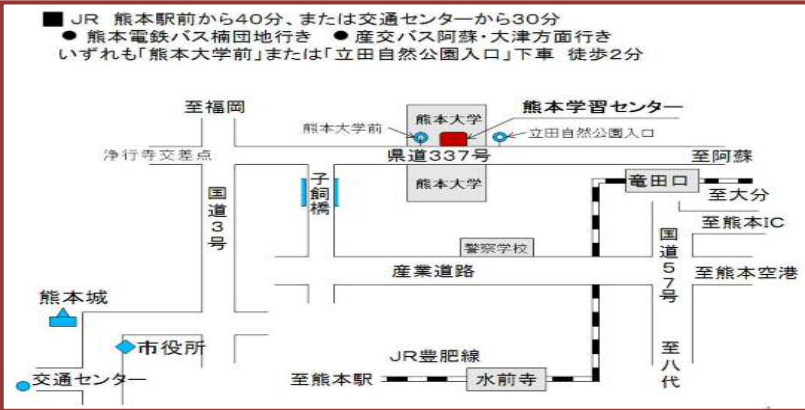 ■ JR 熊本駅前から40分、または交通センターから30分
● 熊本電鉄バス楠団地行き ● 産交バス阿蘇・大津方面行き
いずれも「熊本大学前」または「立田自然公園入口」下車 徒歩2分
至福岡
熊本大学
熊本学習センター
熊本大学前
立田自然公園入口
浄行寺交差点
県道337号
至阿蘇
子飼橋
熊本大学
竜田口
至大分
国道3号
至熊本IC
警察学校
国道57号
産業道路
至熊本空港
熊本城
市役所
JR豊肥線
至八代
交通センター
至熊本駅
水前寺